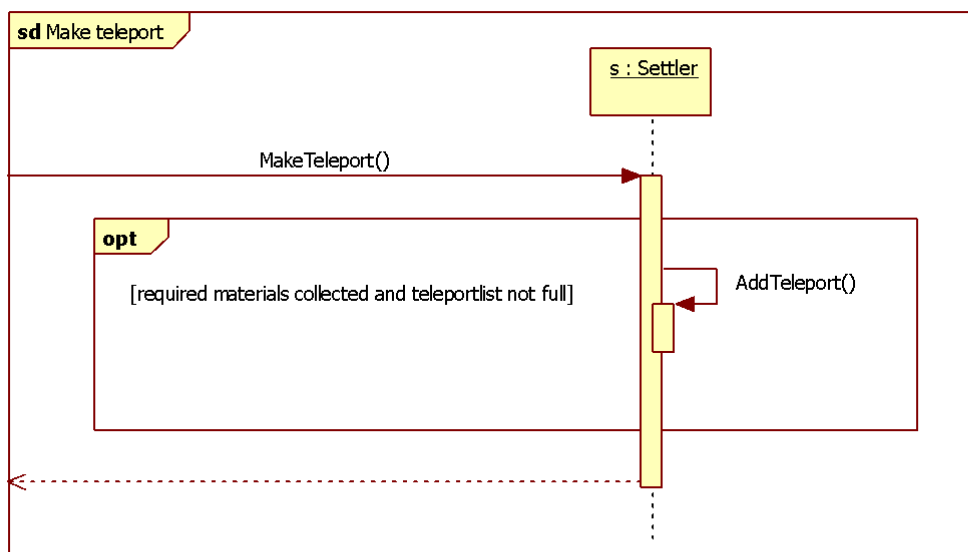 sd Make teleport
s : Settler
MakeTeleport()
opt
[required materials collected and teleportlist not full]
AddTeleport()